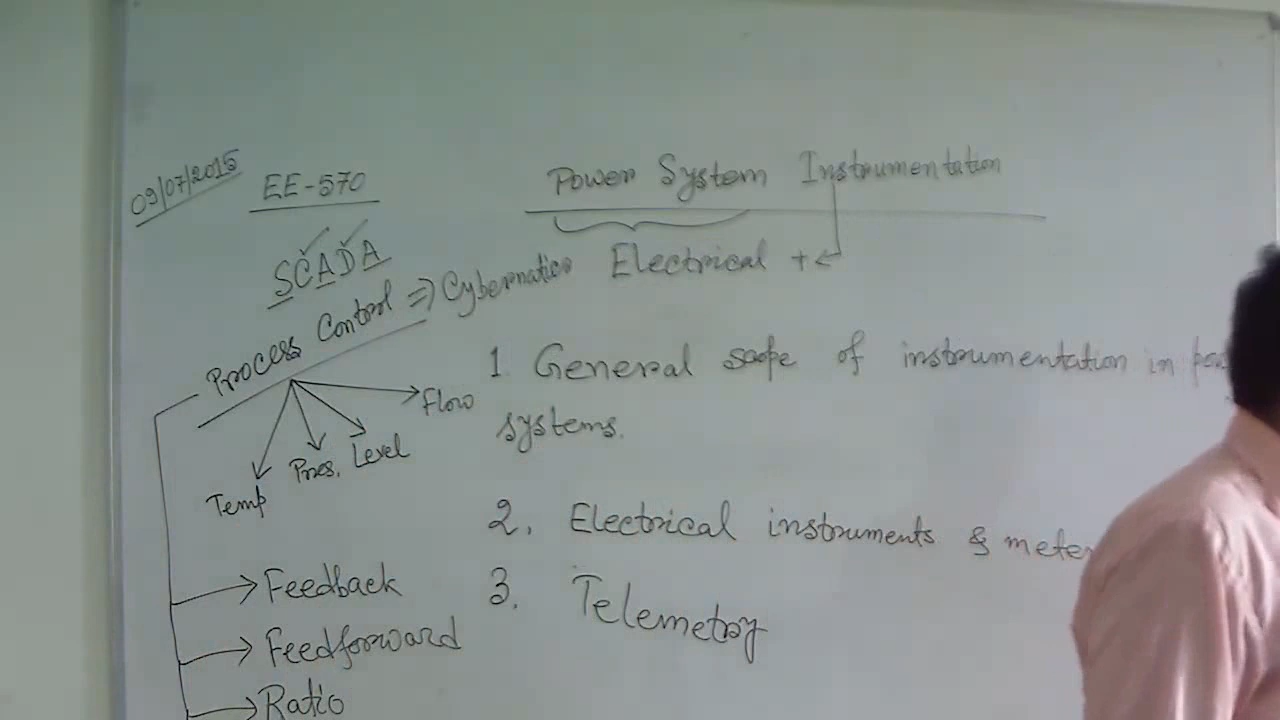 09/07/2015
EE-570
Power System Instrumentation
SCADA
Electrical +
Process Control => Cybernatics
1 General scope of instrumentation in
systems.
Flow
Level
Pres.
Temp
2. Electrical instruments & meter
3. Telemetry
Feedback
Feedforward
Ratio